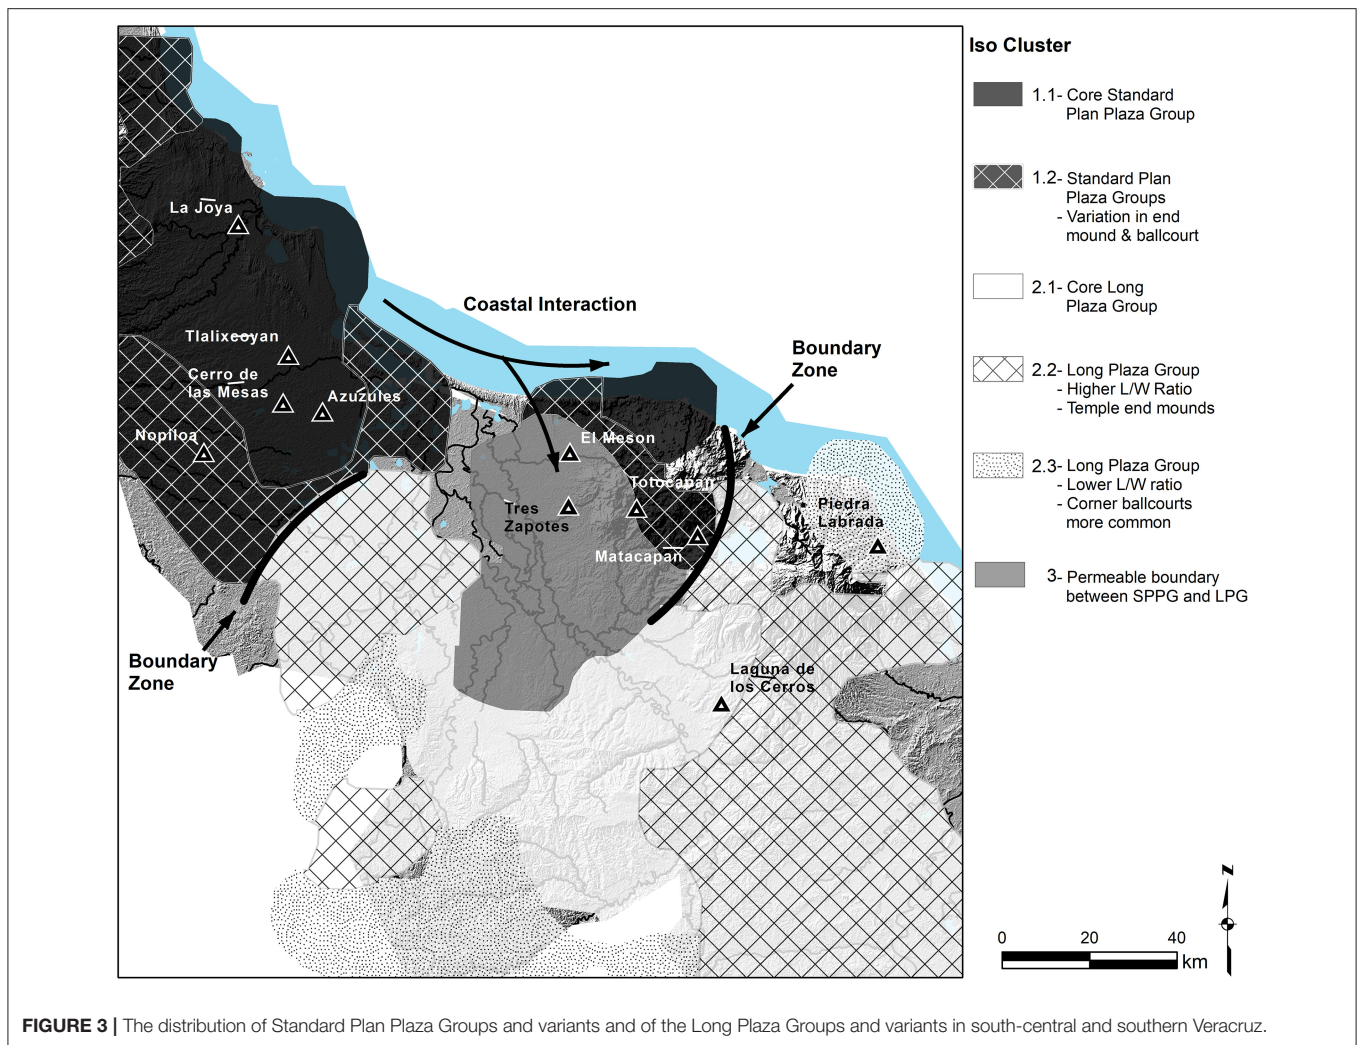 Iso Cluster
1.1- Core Standard
Plan Plaza Group
1.2- Standard Plan
Plaza Groups
- Variation in end
mound & ballcourt
2.1- Core Long
Plaza Group
2.2- Long Plaza Group
- Higher L/W Ratio
- Temple end mounds
2.3- Long Plaza Group
- Lower L/W ratio
- Corner ballcourts
more common
3- Permeable boundary
between SPPG and LPG
La Joya
Coastal Interaction
Tlalixcoyan
Boundary
Zone
Cerro de
las Mesas
Azuzules
Nopiloa
El Meson
Totocapan
Tres
Zapotes
Piedra
Labrada
Matacapan
Boundary
Zone
Laguna de
los Cerros
N
0 20 40
km
FIGURE 3 | The distribution of Standard Plan Plaza Groups and variants and of the Long Plaza Groups and variants in south-central and southern Veracruz.